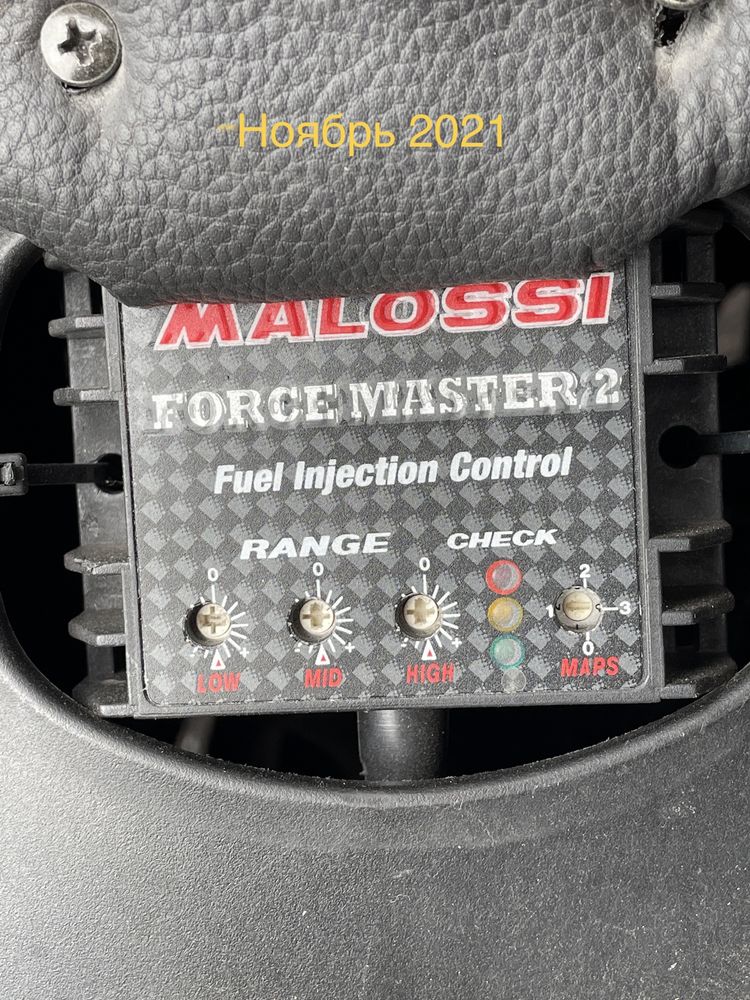 Ноябрь 2021
MALOSSI
FORCE MASTER 2
Fuel Injection Control
RANGE CHECK
0 0 0 2
1 3
- + - + - + 0
LOW MID HIGH MAPS